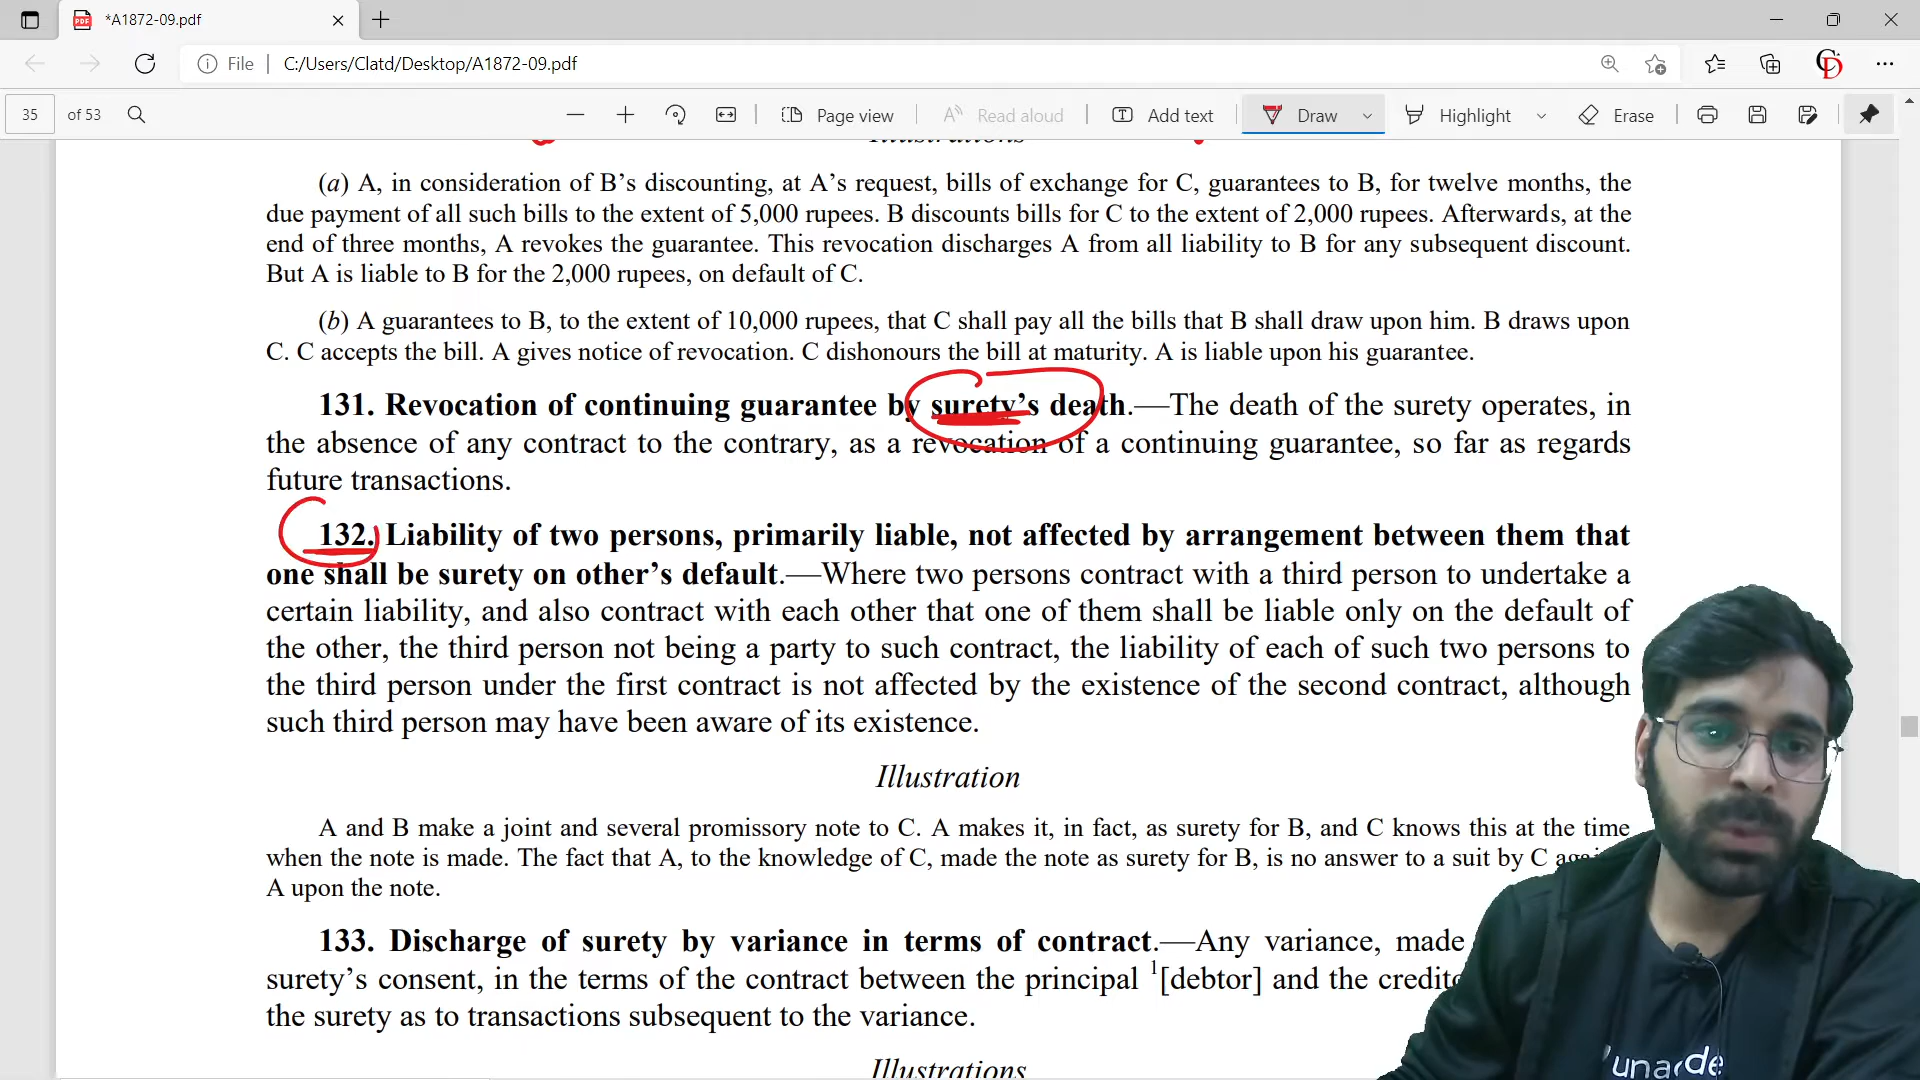 *A1872-09.pdf
File C:/Users/Clatd/Desktop/A1872-09.pdf
35 of 53 Page view Read aloud Add text Draw Highlight Erase
Illustrations
(a) A, in consideration of B’s discounting, at A’s request, bills of exchange for C, guarantees to B, for twelve months, the
due payment of all such bills to the extent of 5,000 rupees. B discounts bills for C to the extent of 2,000 rupees. Afterwards, at the
end of three months, A revokes the guarantee. This revocation discharges A from all liability to B for any subsequent discount.
But A is liable to B for the 2,000 rupees, on default of C.
(b) A guarantees to B, to the extent of 10,000 rupees, that C shall pay all the bills that B shall draw upon him. B draws upon
C. C accepts the bill. A gives notice of revocation. C dishonours the bill at maturity. A is liable upon his guarantee.
131. Revocation of continuing guarantee by surety’s death.—The death of the surety operates, in
the absence of any contract to the contrary, as a revocation of a continuing guarantee, so far as regards
future transactions.
132. Liability of two persons, primarily liable, not affected by arrangement between them that
one shall be surety on other’s default.—Where two persons contract with a third person to undertake a
certain liability, and also contract with each other that one of them shall be liable only on the default of
the other, the third person not being a party to such contract, the liability of each of such two persons to
the third person under the first contract is not affected by the existence of the second contract, although
such third person may have been aware of its existence.
Illustration
A and B make a joint and several promissory note to C. A makes it, in fact, as surety for B, and C knows this at the time
when the note is made. The fact that A, to the knowledge of C, made the note as surety for B, is no answer to a suit by C
A upon the note.
133. Discharge of surety by variance in terms of contract.—Any variance, made
surety’s consent, in the terms of the contract between the principal 1[debtor] and the
the surety as to transactions subsequent to the variance.
Illustrations